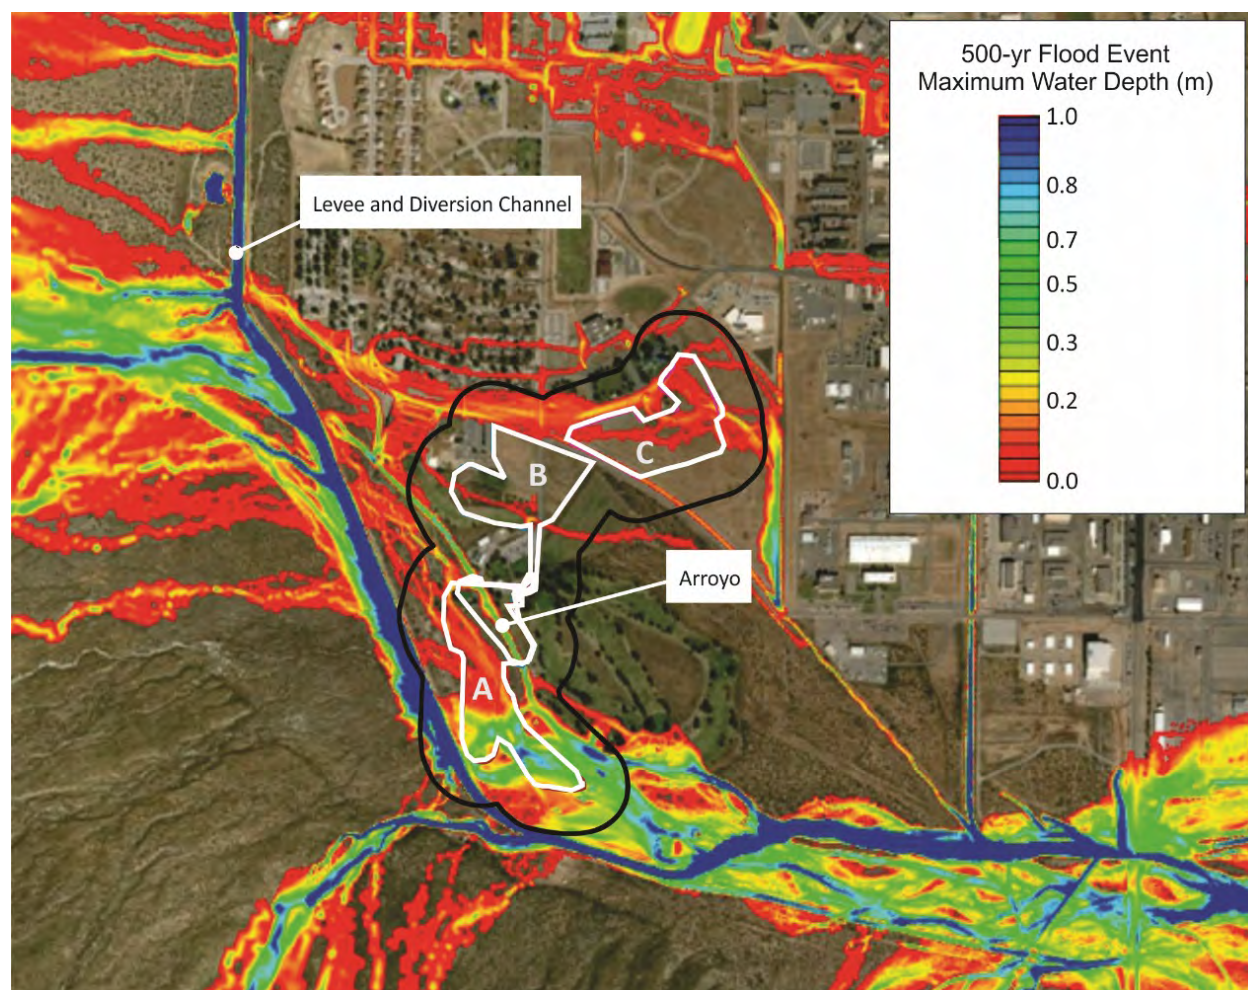 500-yr Flood Event
Maximum Water Depth (m)
1.0
0.8
0.7
0.5
0.3
0.2
0.0
Levee and Diversion Channel
B
C
Arroyo
A